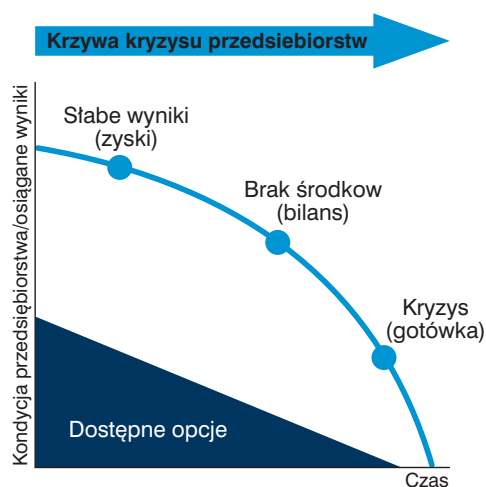 Krzywa kryzysu przedsiebiorstw
Słabe wyniki
(zyski)
Brak środkow
(bilans)
Kryzys
(gotówka)
Kondycja przedsiębiorstwa/osiągane wyniki
Dostępne opcje
Czas